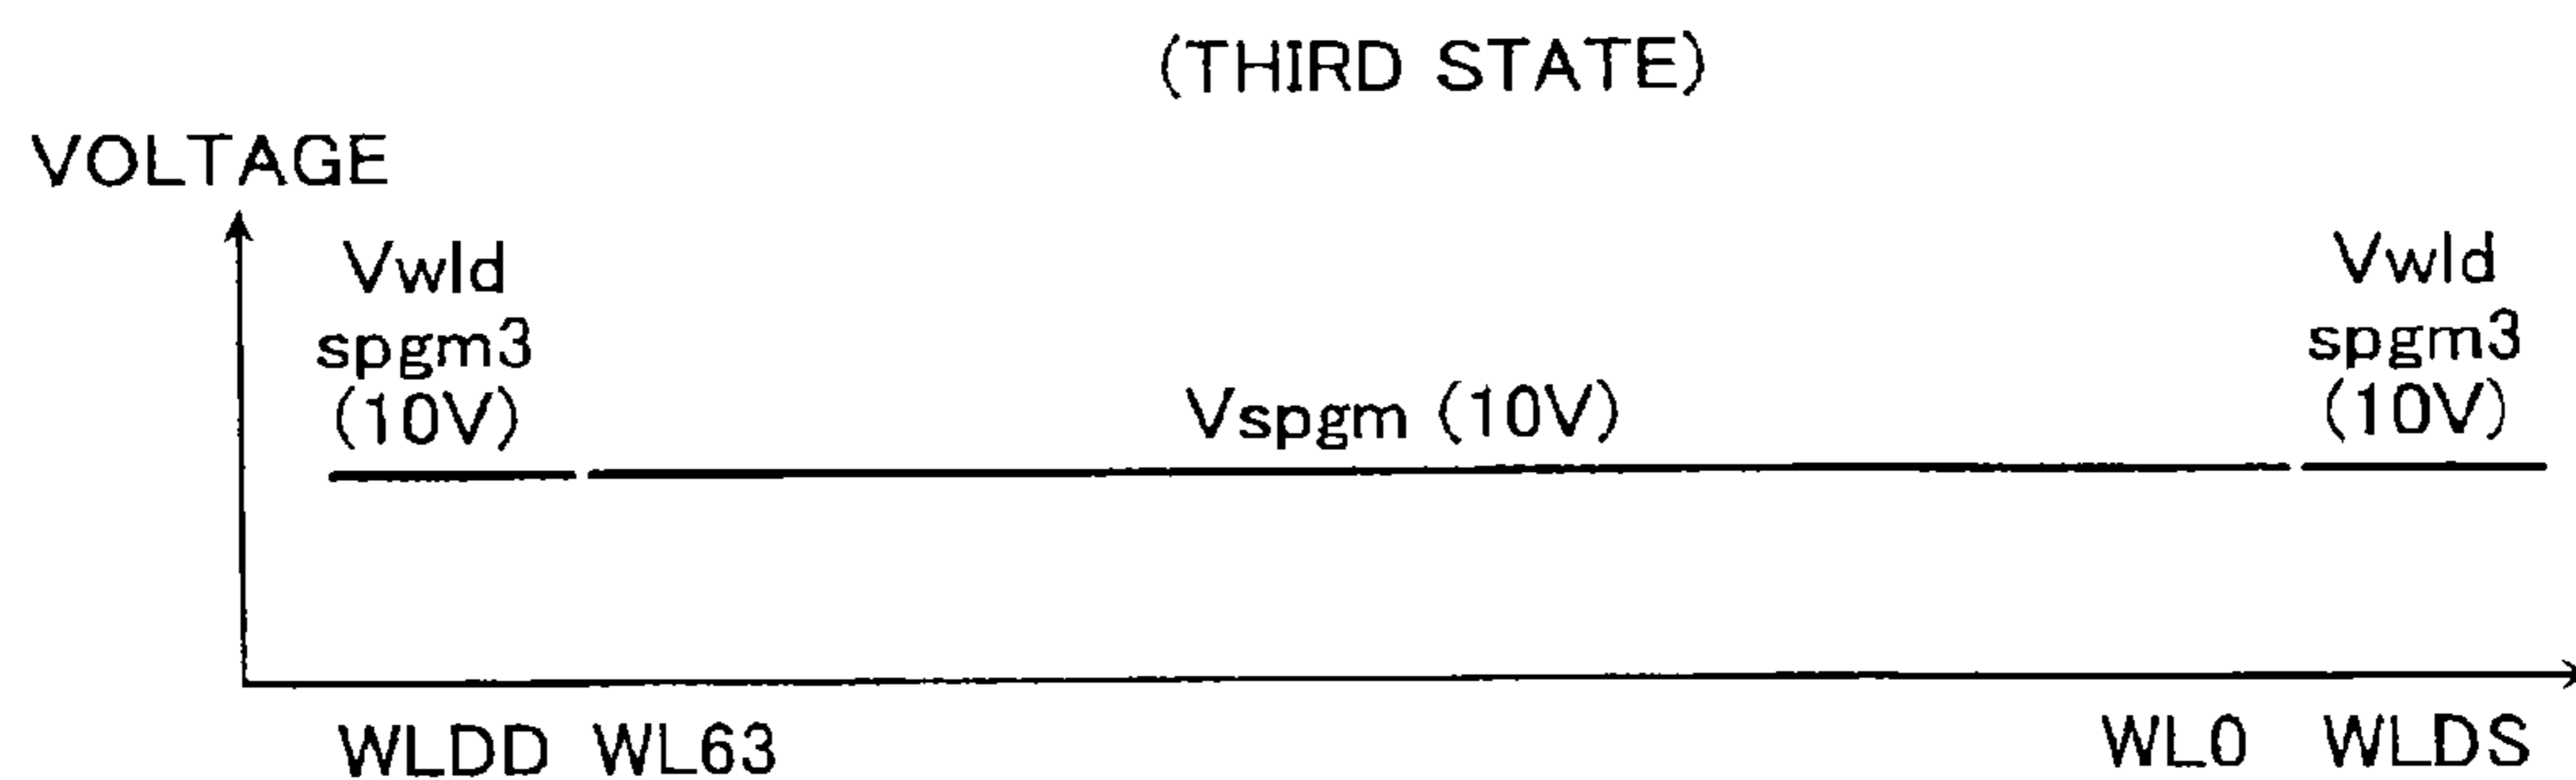 (THIRD STATE)
VOLTAGE
Vwld
spgm3
(10V)
Vspgm (10V)
Vwld
spgm3
(10V)
WLDD WL63 WL0 WLDS